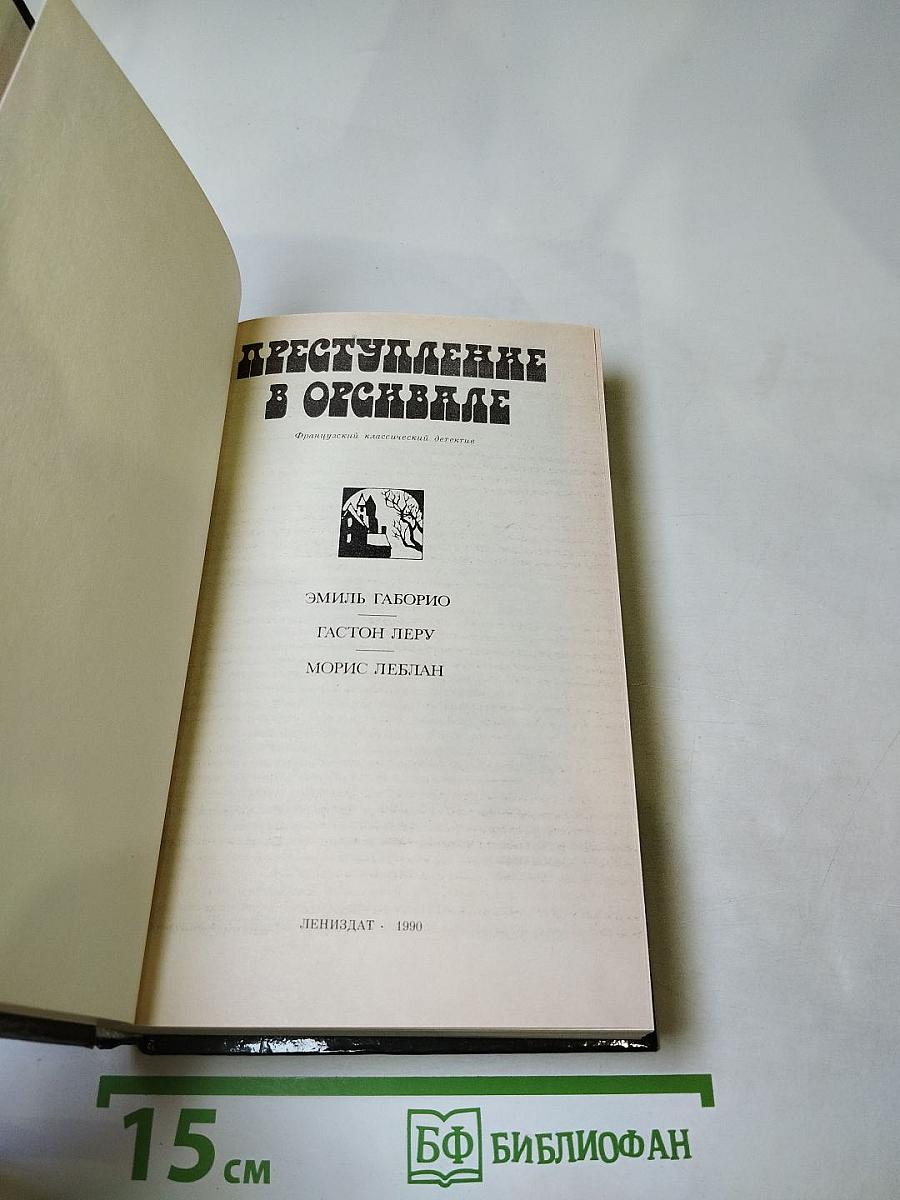 ПРЕСТУПЛЕНИЕ
В ОРСИВАЛЕ
Французский классический детектив
ЭМИЛЬ ГАБОРИО
ГАСТОН ЛЕРУ
МОРИС ЛЕБЛАН
ЛЕНИЗДАТ · 1990
15 см
БФ БИБЛИОФАН